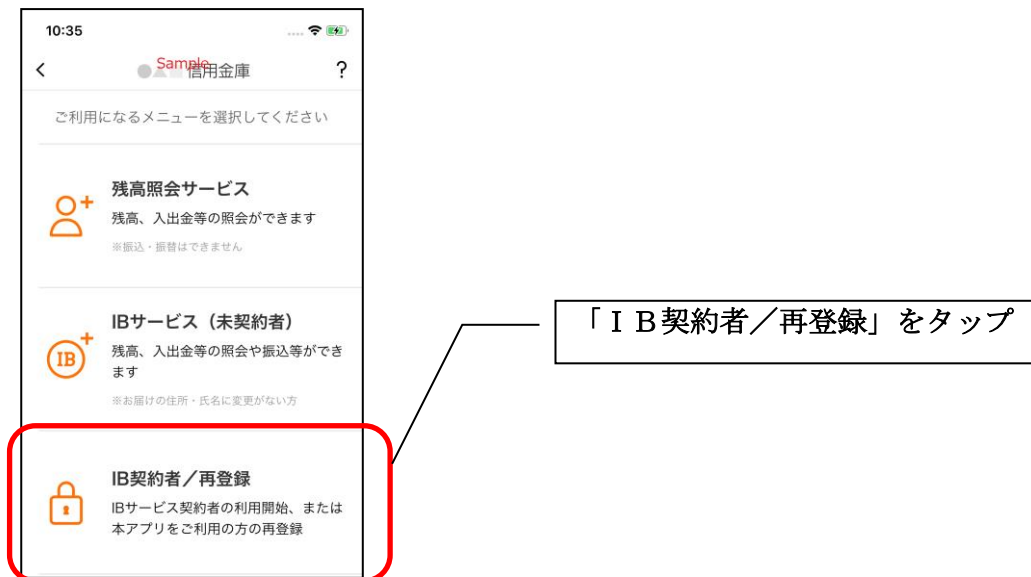 10:35
Sample
●▲■信用金庫 ?
ご利用になるメニューを選択してください
残高照会サービス
残高、入出金等の照会ができます
※振込・振替はできません
IBサービス（未契約者）
IB
残高、入出金等の照会や振込等ができ
ます
※お届けの住所・氏名に変更がない方
IB契約者／再登録
IBサービス契約者の利用開始、または
本アプリをご利用の方の再登録
「ＩＢ契約者／再登録」をタップ